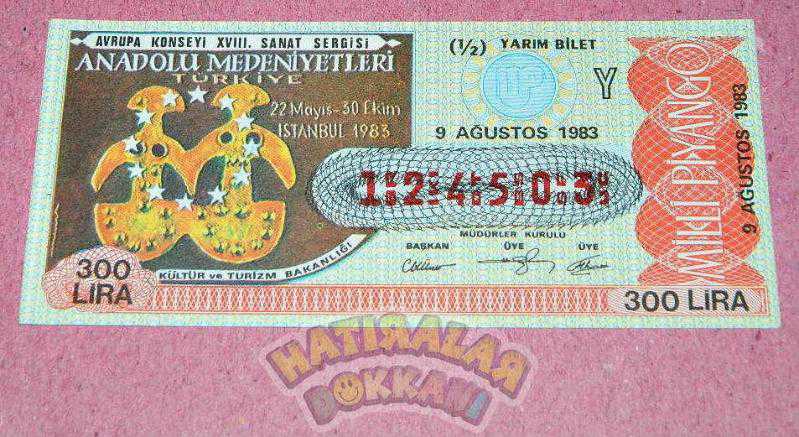 AVRUPA KONSEYİ XVIII. SANAT SERGİSİ
ANADOLU MEDENİYETLERİ
TÜRKİYE
22 Mayıs-30 Ekim
İSTANBUL 1983
KÜLTÜR ve TURİZM BAKANLIĞI
300
LİRA
(1/2) YARIM BİLET
MP
Y
9 AĞUSTOS 1983
124503
MÜDÜRLER KURULU
BAŞKAN ÜYE ÜYE
300 LİRA
MİLLİ PİYANGO
9 AĞUSTOS 1983
HATIRALAR
DÜKKANI